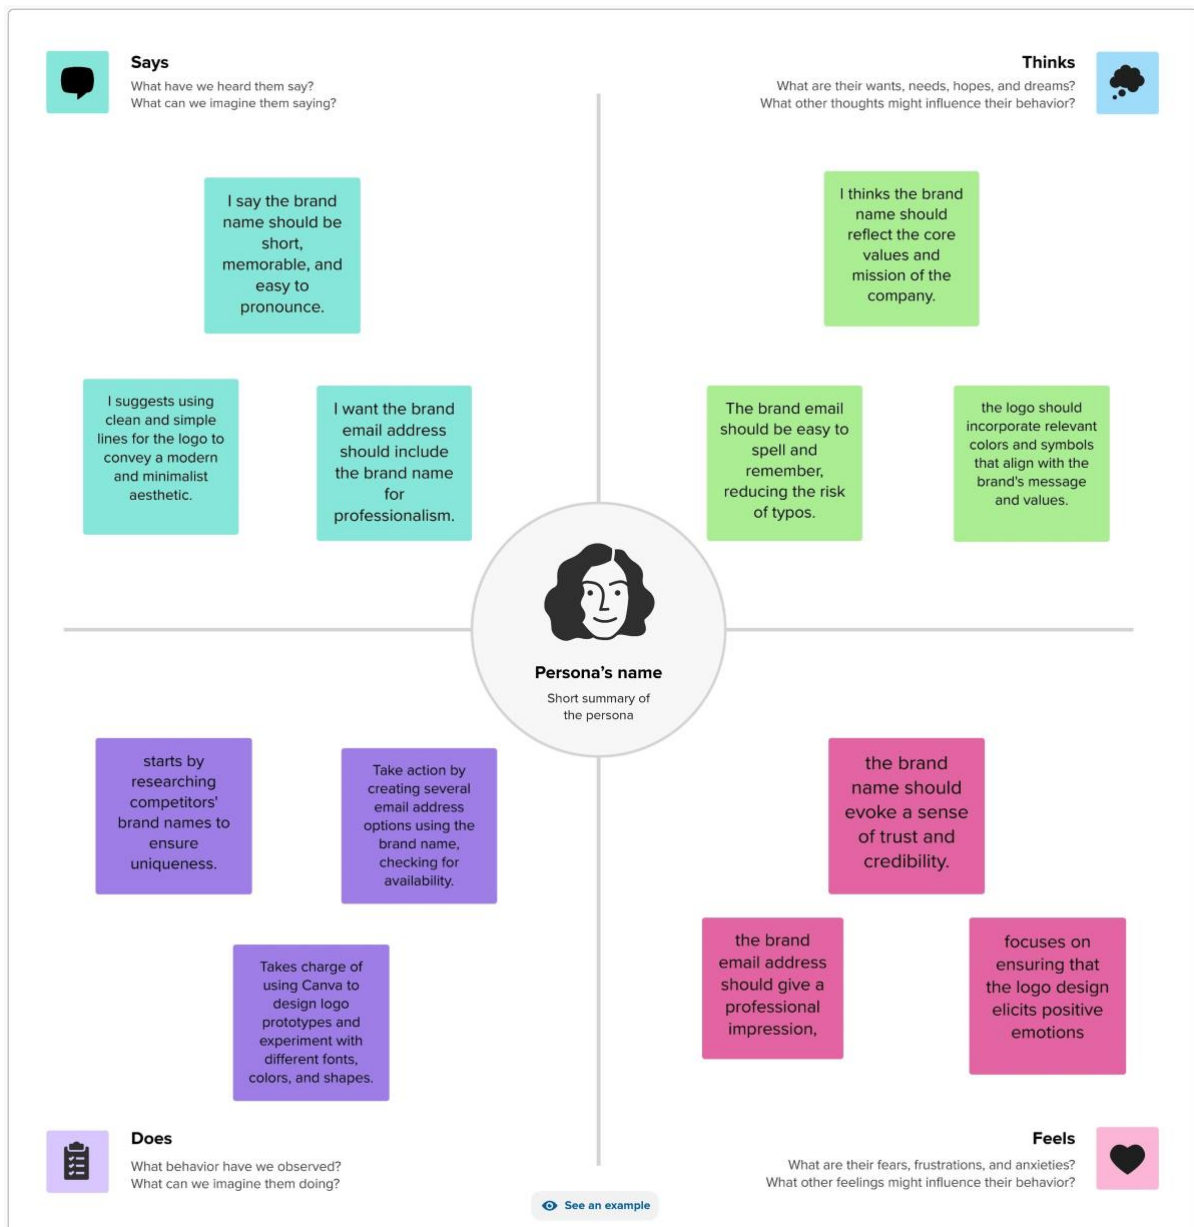 Says
What have we heard them say?
What can we imagine them saying?
Thinks
What are their wants, needs, hopes, and dreams?
What other thoughts might influence their behavior?
I say the brand
name should be
short,
memorable, and
easy to
pronounce.
I suggests using
clean and simple
lines for the logo to
convey a modern
and minimalist
aesthetic.
I want the brand
email address
should include
the brand name
for
professionalism.
I thinks the brand
name should
reflect the core
values and
mission of the
company.
The brand email
should be easy to
spell and
remember,
reducing the risk
of typos.
the logo should
incorporate relevant
colors and symbols
that align with the
brand's message
and values.
Persona's name
Short summary of
the persona
starts by
researching
competitors'
brand names to
ensure
uniqueness.
Take action by
creating several
email address
options using the
brand name,
checking for
availability.
Takes charge of
using Canva to
design logo
prototypes and
experiment with
different fonts,
colors, and shapes.
the brand
name should
evoke a sense
of trust and
credibility.
the brand
email address
should give a
professional
impression,
focuses on
ensuring that
the logo design
elicits positive
emotions
Does
What behavior have we observed?
What can we imagine them doing?
Feels
What are their fears, frustrations, and anxieties?
What other feelings might influence their behavior?
See an example